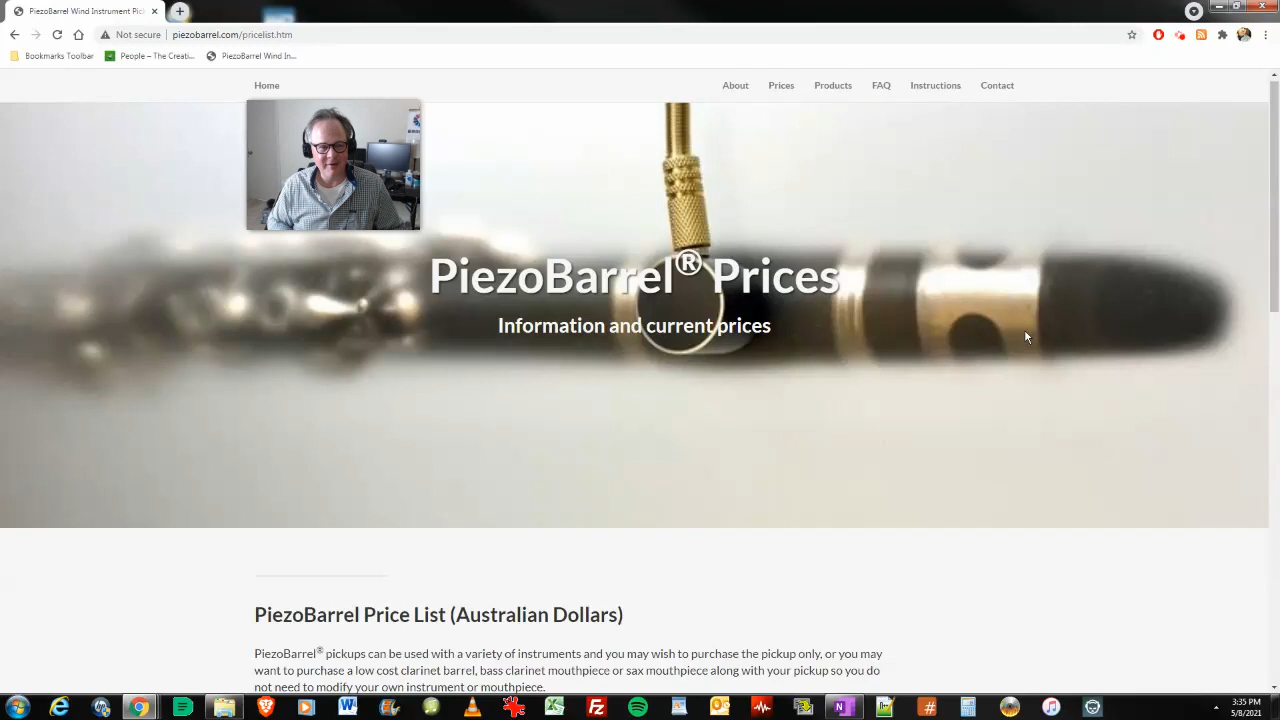 PiezoBarrel Wind Instrument Pic
Not secure | piezobarrel.com/pricelist.htm
Bookmarks Toolbar People – The Creati... PiezoBarrel Wind In...
Home About Prices Products FAQ Instructions Contact
PiezoBarrel® Prices
Information and current prices
PiezoBarrel Price List (Australian Dollars)
PiezoBarrel® pickups can be used with a variety of instruments and you may wish to purchase the pickup only, or you may
want to purchase a low cost clarinet barrel, bass clarinet mouthpiece or sax mouthpiece along with your pickup so you do
not need to modify your own instrument or mouthpiece.
3:35 PM
5/8/2021